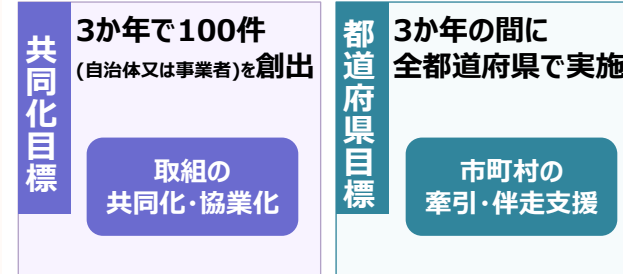 共同化目標
3か年で100件
(自治体又は事業者)を創出
取組の
共同化・協業化
都道府県目標
3か年の間に
全都道府県で実施
市町村の
牽引・伴走支援